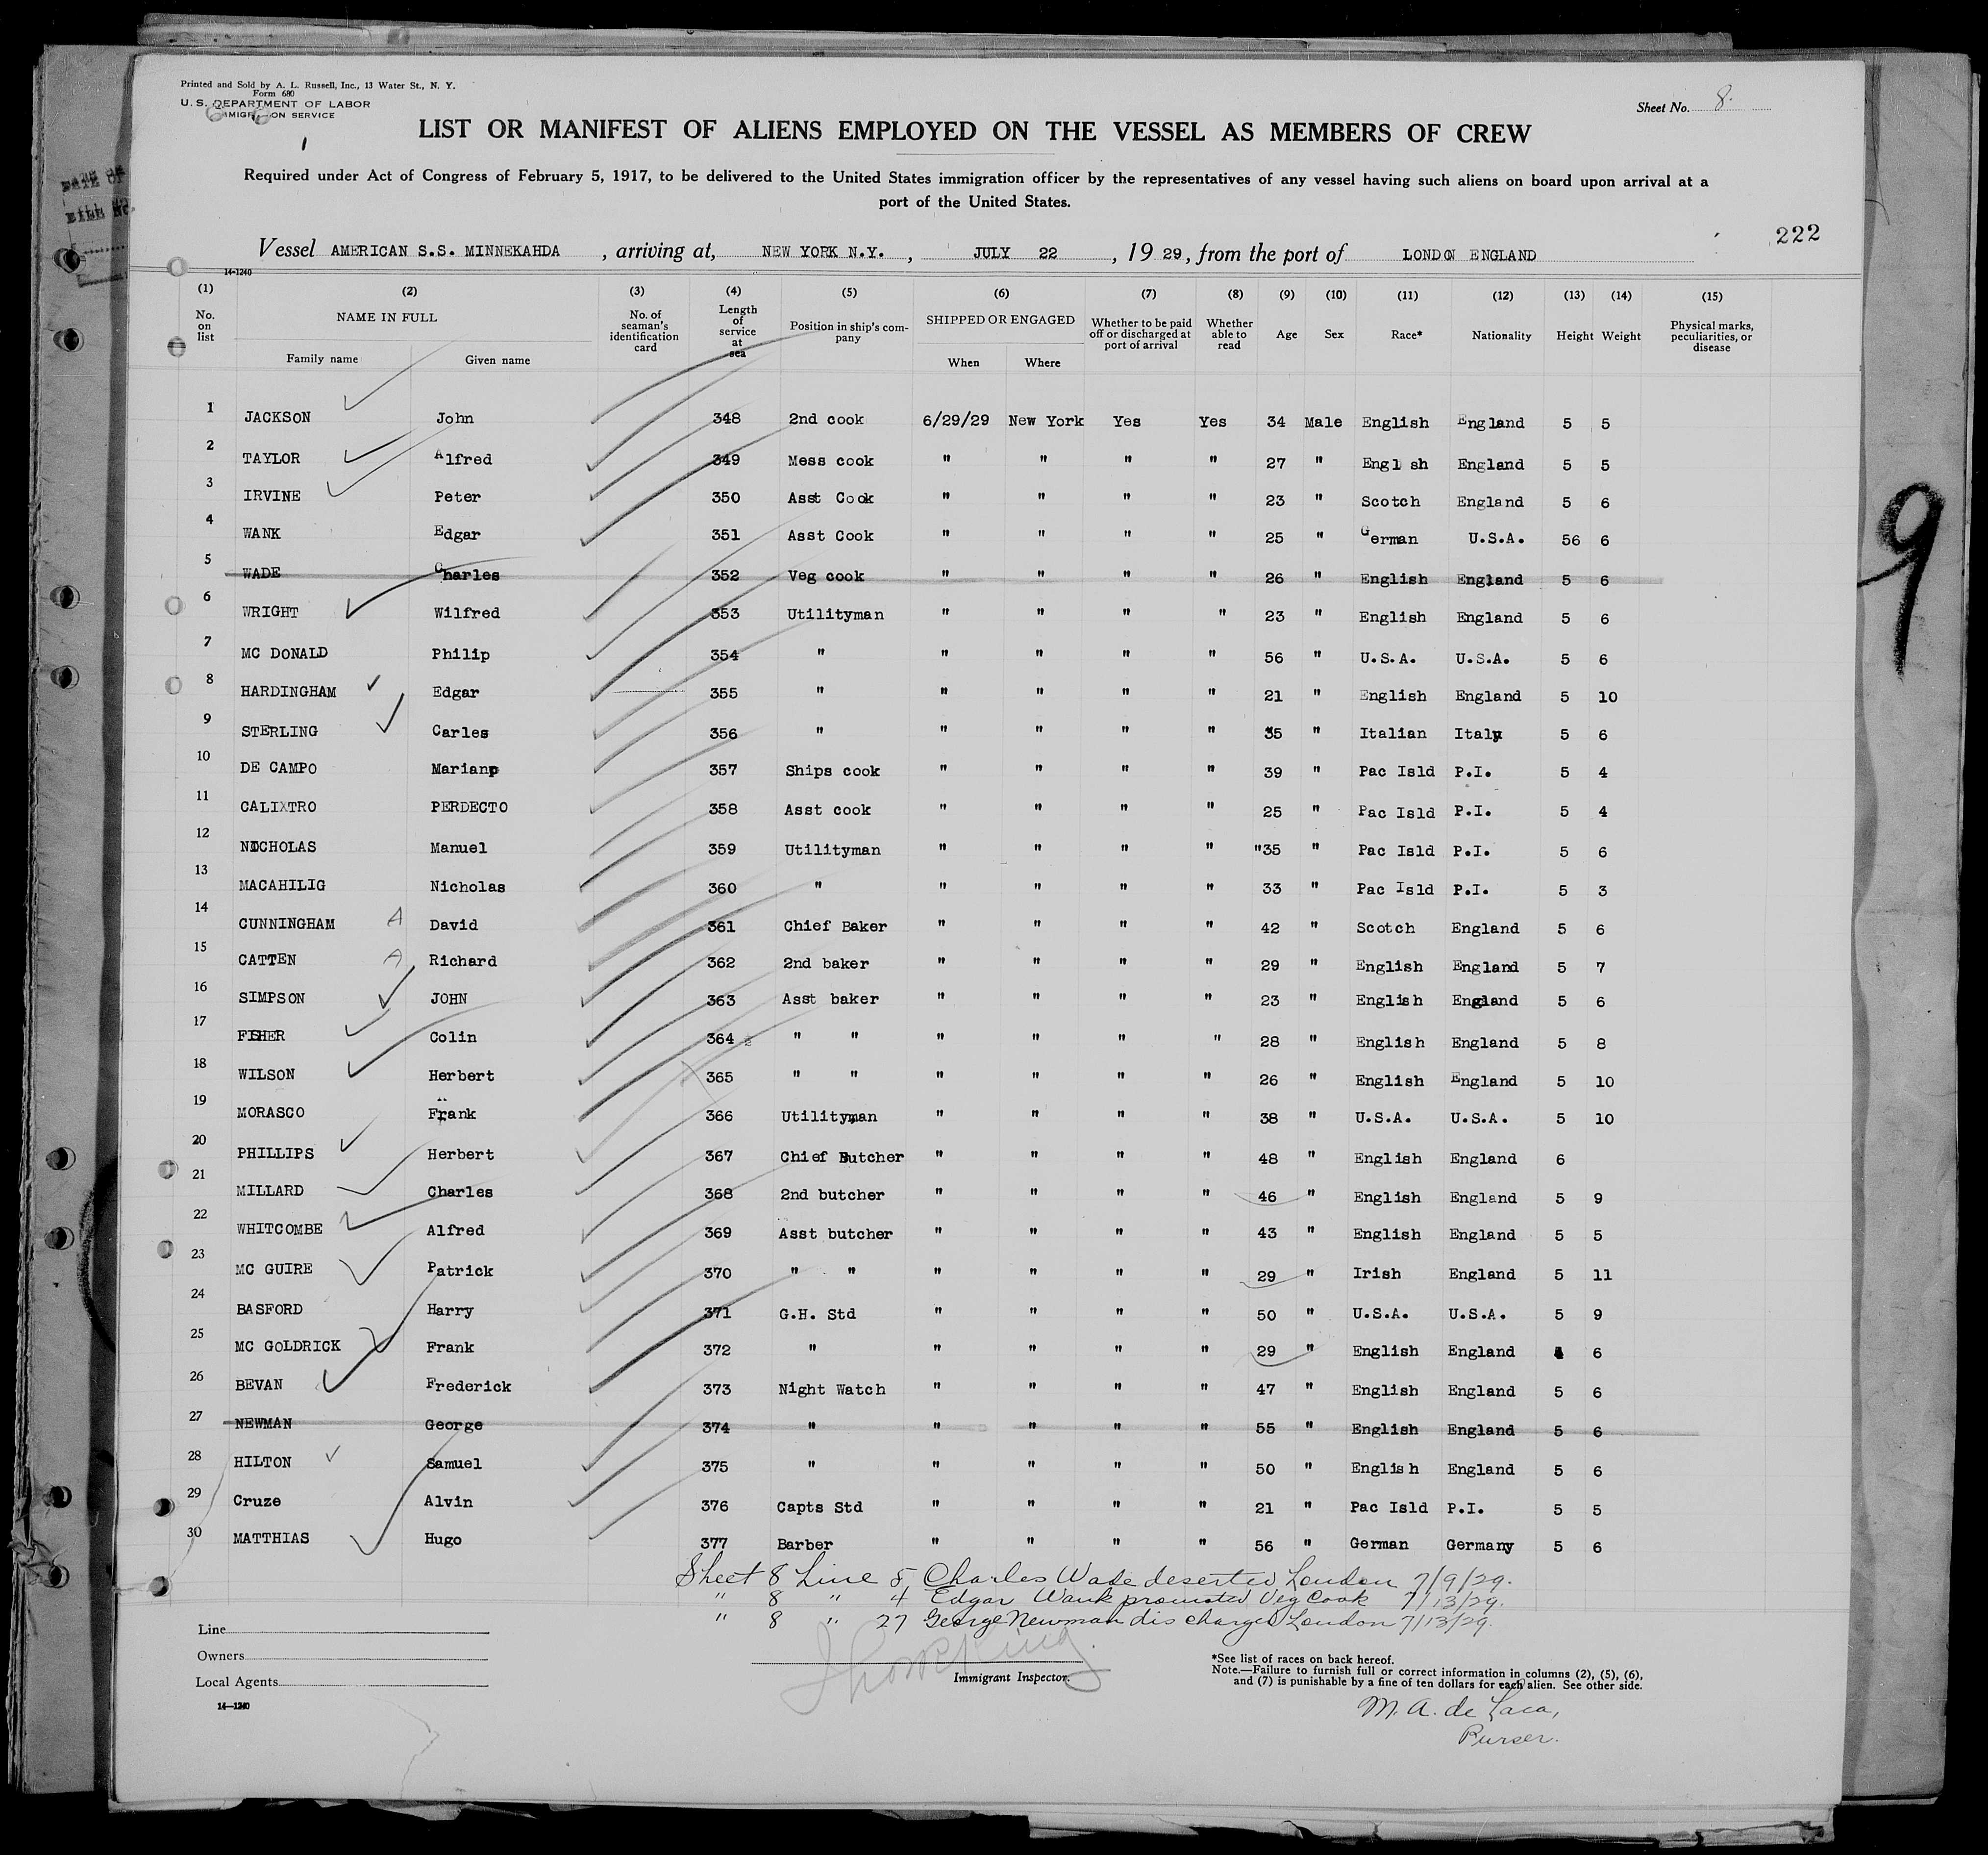 Printed and Sold by A. L. Russell, Inc., 13 Water St., N. Y.
Form 680
U. S. DEPARTMENT OF LABOR
IMMIGRATION SERVICE
Sheet No. 8.
LIST OR MANIFEST OF ALIENS EMPLOYED ON THE VESSEL AS MEMBERS OF CREW
Required under Act of Congress of February 5, 1917, to be delivered to the United States immigration officer by the representatives of any vessel having such aliens on board upon arrival at a
port of the United States.
222
Vessel AMERICAN S.S. MINNEKAHDA, arriving at, NEW YORK N.Y., JULY 22, 19 29, from the port of LONDON ENGLAND
14-1240
(1) (2) (3) (4) (5) (6) (7) (8) (9) (10) (11) (12) (13) (14) (15)
No. on list NAME IN FULL Family name Given name No. of seaman's identification card Length of service at sea Position in ship's company SHIPPED OR ENGAGED When Where Whether to be paid off or discharged at port of arrival Whether able to read Age Sex Race* Nationality Height Weight Physical marks, peculiarities, or disease
1 JACKSON John 348 2nd cook 6/29/29 New York Yes Yes 34 Male English England 5 5
2 TAYLOR Alfred 349 Mess cook " " " " 27 " Engl sh England 5 5
3 IRVINE Peter 350 Asst Cook " " " " 23 " Scotch England 5 6
4 WANK Edgar 351 Asst Cook " " " " 25 " German U.S.A. 56 6
5 WADE Charles 352 Veg cook " " " " 26 " English England 5 6
6 WRIGHT Wilfred 353 Utilityman " " " " 23 " English England 5 6
7 MC DONALD Philip 354 " " " " " 56 " U.S.A. U.S.A. 5 6
8 HARDINGHAM Edgar 355 " " " " " 21 " English England 5 10
9 STERLING Carles 356 " " " " " 35 " Italian Italy 5 6
10 DE CAMPO Mariano 357 Ships cook " " " " 39 " Pac Isld P.I. 5 4
11 CALIXTRO PERDECTO 358 Asst cook " " " " 25 " Pac Isld P.I. 5 4
12 NICHOLAS Manuel 359 Utilityman " " " " "35 " Pac Isld P.I. 5 6
13 MACAHILIG Nicholas 360 " " " " " 33 " Pac Isld P.I. 5 3
14 CUNNINGHAM A David 361 Chief Baker " " " " 42 " Scotch England 5 6
15 CATTEN A Richard 362 2nd baker " " " " 29 " English England 5 7
16 SIMPSON JOHN 363 Asst baker " " " " 23 " English England 5 6
17 FISHER Colin 364 " " " " " " 28 " English England 5 8
18 WILSON Herbert 365 " " " " " " 26 " English England 5 10
19 MORASCO Frank 366 Utilityman " " " " 38 " U.S.A. U.S.A. 5 10
20 PHILLIPS Herbert 367 Chief Butcher " " " " 48 " English England 6
21 MILLARD Charles 368 2nd butcher " " " " 46 " English England 5 9
22 WHITCOMBE Alfred 369 Asst butcher " " " " 43 " English England 5 5
23 MC GUIRE Patrick 370 " " " " " " 29 " Irish England 5 11
24 BASFORD Harry 371 G.H. Std " " " " 50 " U.S.A. U.S.A. 5 9
25 MC GOLDRICK Frank 372 " " " " " 29 " English England 6
26 BEVAN Frederick 373 Night Watch " " " " 47 " English England 5 6
27 NEWMAN George 374 " " " " " 55 " English England 5 6
28 HILTON Samuel 375 " " " " " 50 " English England 5 6
29 Cruze Alvin 376 Capts Std " " " " 21 " Pac Isld P.I. 5 5
30 MATTHIAS Hugo 377 Barber " " " " 56 " German Germany 5 6
Sheet 8 Line 5 Charles Wade deserted London 7/9/29.
" 8 " 4 Edgar Wank promoted Veg Cook 7/13/29.
" 8 " 27 George Newman discharged London 7/13/29.
Line
Owners
Local Agents
14-1240
Immigrant Inspector.
*See list of races on back hereof.
Note.—Failure to furnish full or correct information in columns (2), (5), (6),
and (7) is punishable by a fine of ten dollars for each alien. See other side.
M. A. de Laca,
Purser.
9